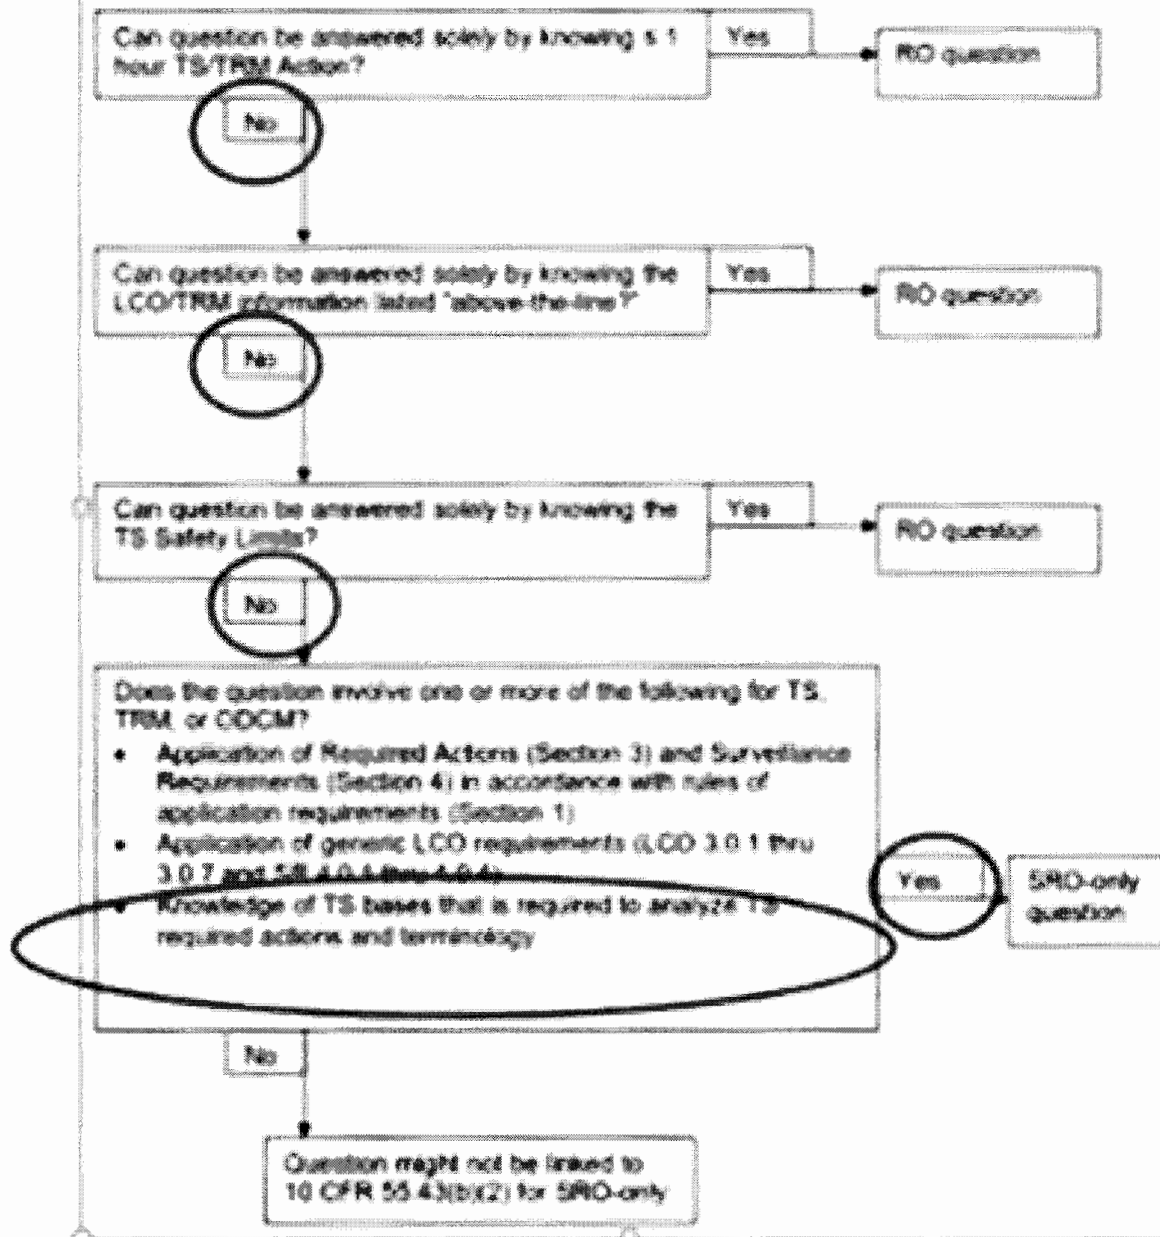 Can question be answered solely by knowing ≤ 1
hour TS/TRM Action?
Yes
RO question
No
Can question be answered solely by knowing the
LCO/TRM information listed "above-the-line?"
Yes
RO question
No
Can question be answered solely by knowing the
TS Safety Limits?
Yes
RO question
No
Does the question involve one or more of the following for TS,
TRM, or ODCM?
• Application of Required Actions (Section 3) and Surveillance
Requirements (Section 4) in accordance with rules of
application requirements (Section 1)
• Application of generic LCO requirements (LCO 3.0.1 thru
3.0.7 and SR 4.0.1 thru 4.0.4)
• Knowledge of TS bases that is required to analyze TS
required actions and terminology
Yes
SRO-only
question
No
Question might not be linked to
10 CFR 55.43(b)(2) for SRO-only